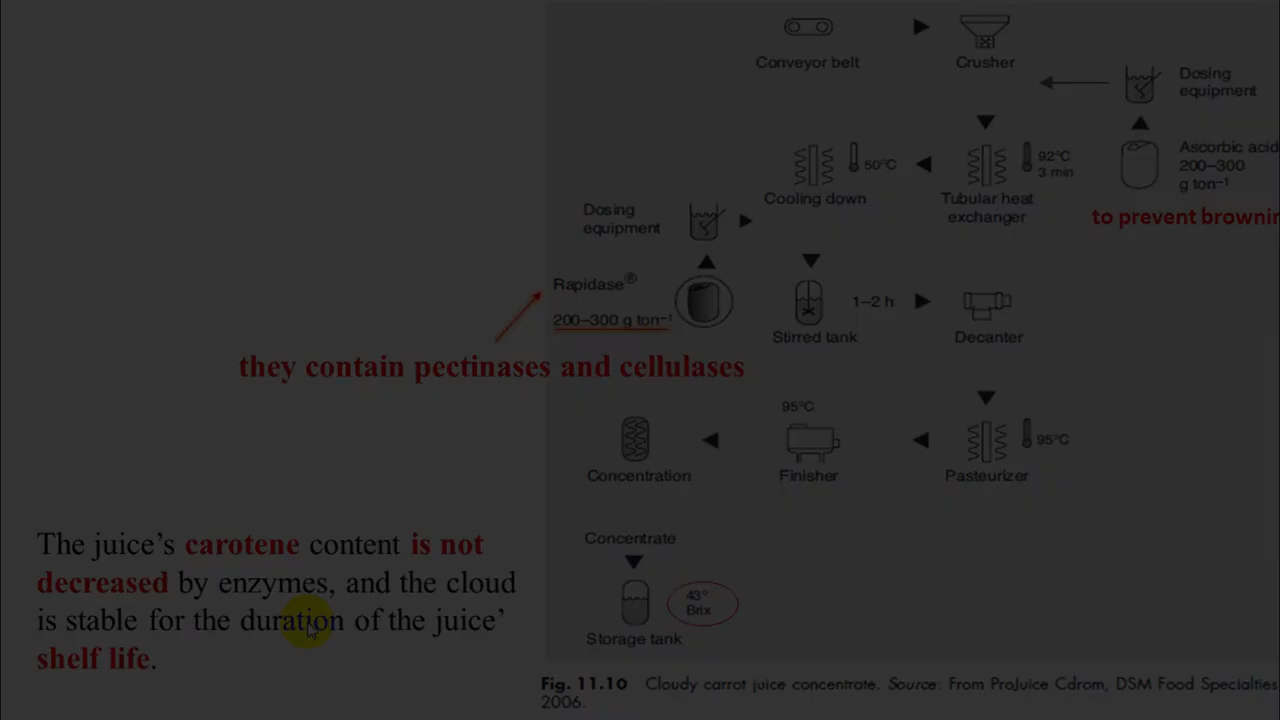 Conveyor belt
Crusher
Dosing
equipment
Ascorbic acid
200–300
g ton⁻¹
to prevent brownin
92°C
3 min
Tubular heat
exchanger
50°C
Cooling down
Dosing
equipment
Rapidase®
200–300 g ton⁻¹
they contain pectinases and cellulases
Stirred tank
1–2 h
Decanter
95°C
Pasteurizer
95°C
Finisher
Concentration
Concentrate
43°
Brix
Storage tank
The juice’s carotene content is not
decreased by enzymes, and the cloud
is stable for the duration of the juice’
shelf life.
Fig. 11.10 Cloudy carrot juice concentrate. Source: From ProJuice Cdrom, DSM Food Specialties
2006.